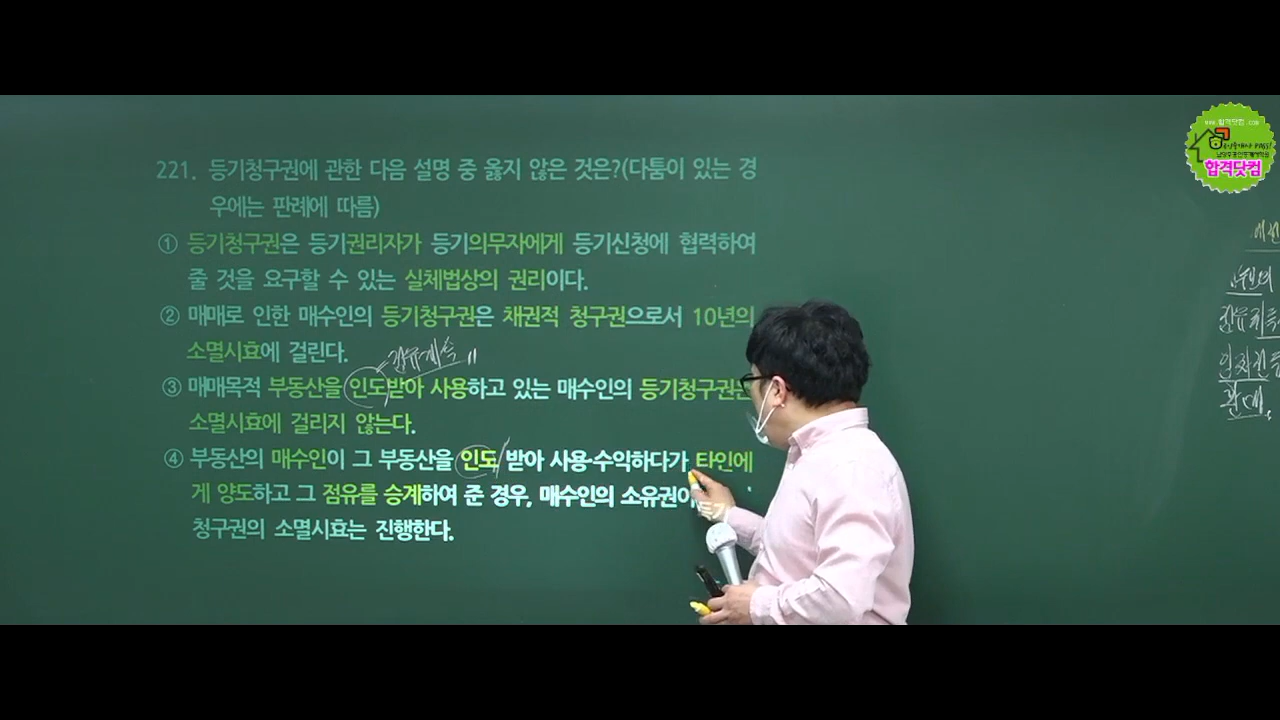 221. 등기청구권에 관한 다음 설명 중 옳지 않은 것은?(다툼이 있는 경
우에는 판례에 따름)
① 등기청구권은 등기권리자가 등기의무자에게 등기신청에 협력하여
줄 것을 요구할 수 있는 실체법상의 권리이다.
② 매매로 인한 매수인의 등기청구권은 채권적 청구권으로서 10년의
소멸시효에 걸린다.
점유계속
③ 매매목적 부동산을 인도받아 사용하고 있는 매수인의 등기청구권은
소멸시효에 걸리지 않는다.
④ 부동산의 매수인이 그 부동산을 인도 받아 사용·수익하다가 타인에
게 양도하고 그 점유를 승계하여 준 경우, 매수인의 소유권이
청구권의 소멸시효는 진행한다.
www.합격닷컴.com
합격닷컴